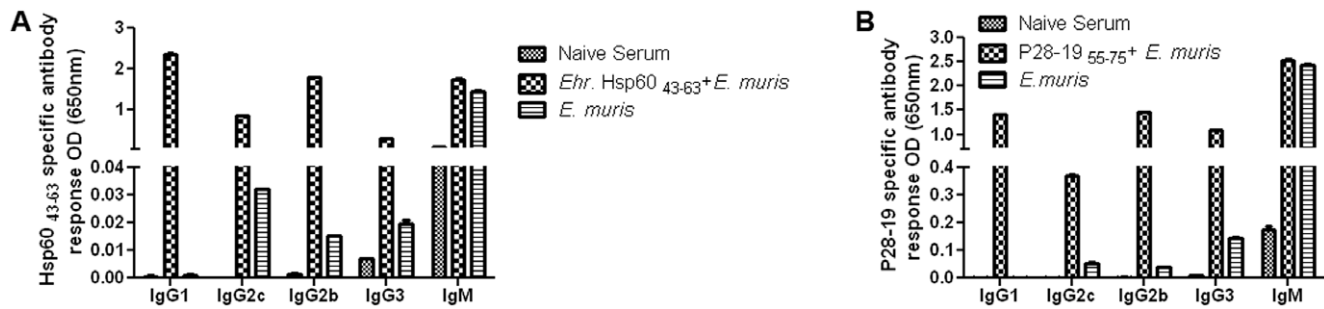 A
Hsp60 43-63 specific antibody
response OD (650nm)
3
2
1
0.04
0.03
0.02
0.01
0.00
IgG1 IgG2c IgG2b IgG3 IgM
Naive Serum
Ehr. Hsp60 43-63+E. muris
E. muris
B
P28-19 specific antibody
response OD (650nm)
3.0
2.5
2.0
1.5
1.0
0.4
0.3
0.2
0.1
0.0
IgG1 IgG2c IgG2b IgG3 IgM
Naive Serum
P28-19 55-75+ E. muris
E.muris